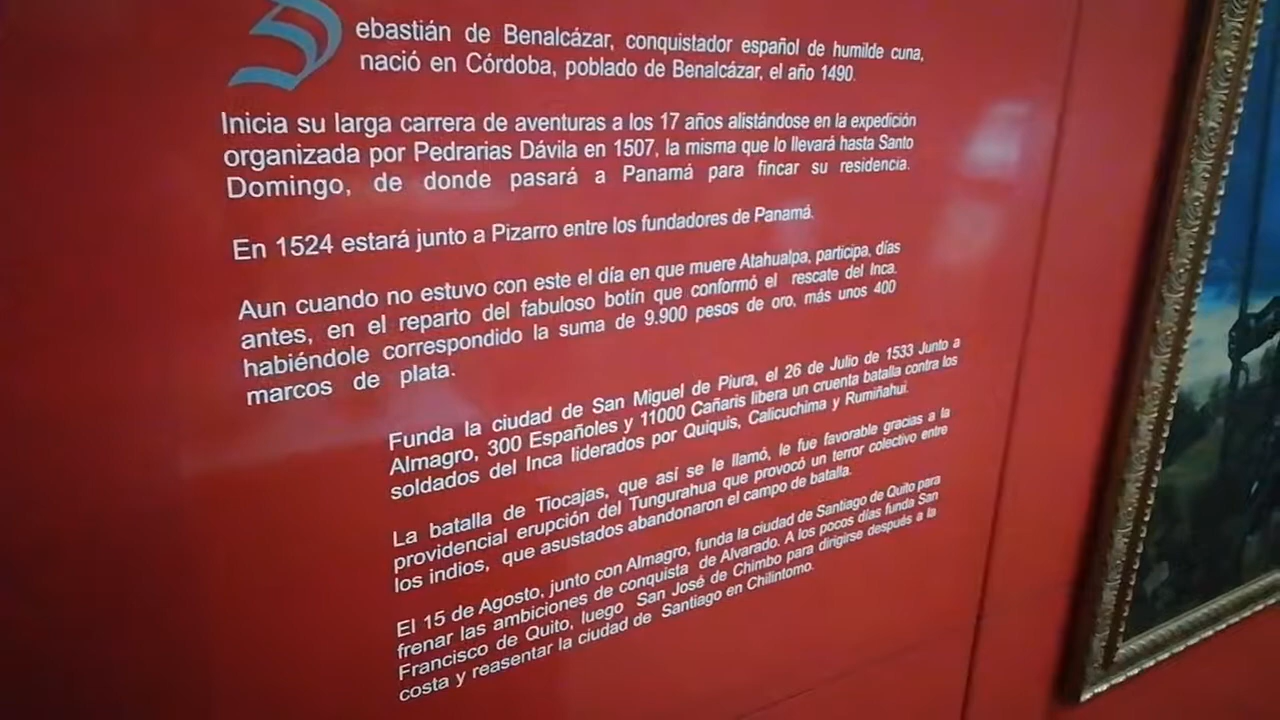 Sebastián de Benalcázar, conquistador español de humilde cuna,
nació en Córdoba, poblado de Benalcázar, el año 1490.
Inicia su larga carrera de aventuras a los 17 años alistándose en la expedición
organizada por Pedrarias Dávila en 1507, la misma que lo llevará hasta Santo
Domingo, de donde pasará a Panamá para fincar su residencia.
En 1524 estará junto a Pizarro entre los fundadores de Panamá.
Aun cuando no estuvo con este el día en que muere Atahualpa, participa, días
antes, en el reparto del fabuloso botín que conformó el rescate del Inca.
habiéndole correspondido la suma de 9.900 pesos de oro, más unos 400
marcos de plata.
Funda la ciudad de San Miguel de Piura, el 26 de Julio de 1533 Junto a
Almagro, 300 Españoles y 11000 Cañaris libera un cruenta batalla contra los
soldados del Inca liderados por Quiquis, Calicuchima y Rumiñahui.
La batalla de Tiocajas, que así se le llamó, le fue favorable gracias a la
providencial erupción del Tungurahua que provocó un terror colectivo entre
los indios, que asustados abandonaron el campo de batalla.
El 15 de Agosto, junto con Almagro, funda la ciudad de Santiago de Quito para
frenar las ambiciones de conquista de Alvarado. A los pocos días funda San
Francisco de Quito, luego San José de Chimbo para dirigirse después a la
costa y reasentar la ciudad de Santiago en Chilintomo.